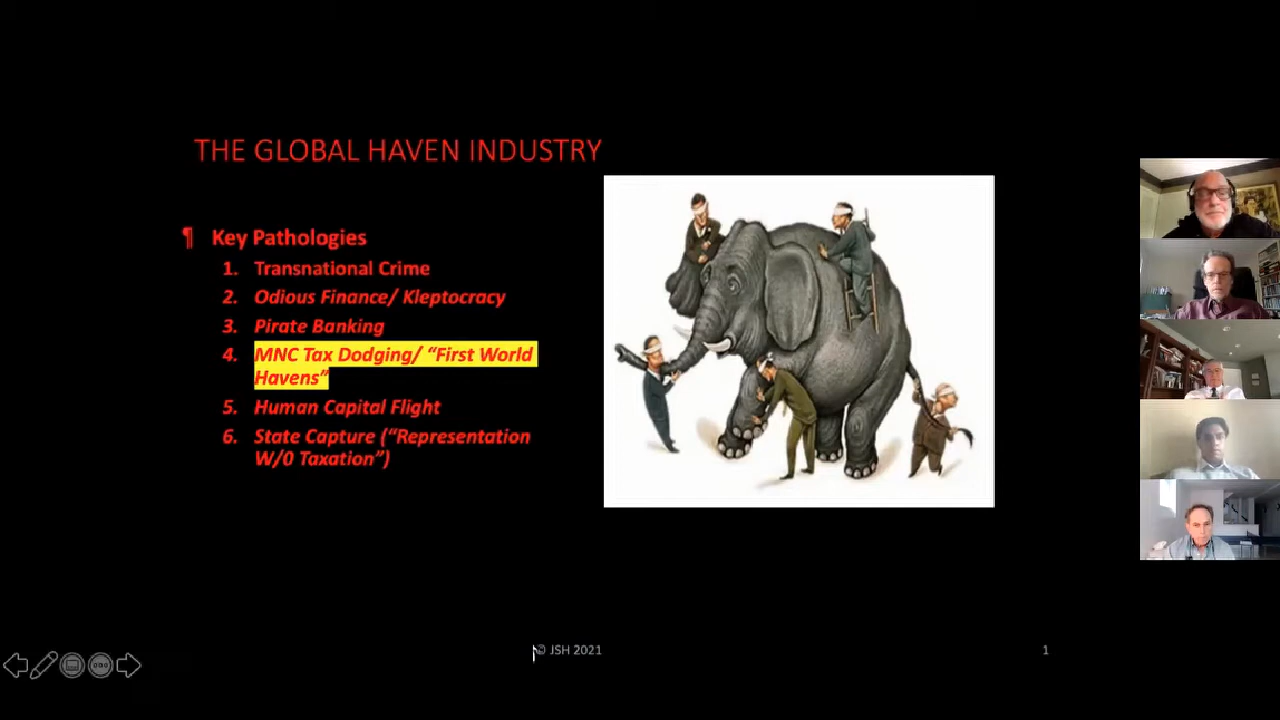 THE GLOBAL HAVEN INDUSTRY
¶ Key Pathologies
1. Transnational Crime
2. Odious Finance/ Kleptocracy
3. Pirate Banking
4. MNC Tax Dodging/ “First World
Havens”
5. Human Capital Flight
6. State Capture (“Representation
W/0 Taxation”)
© JSH 2021
1